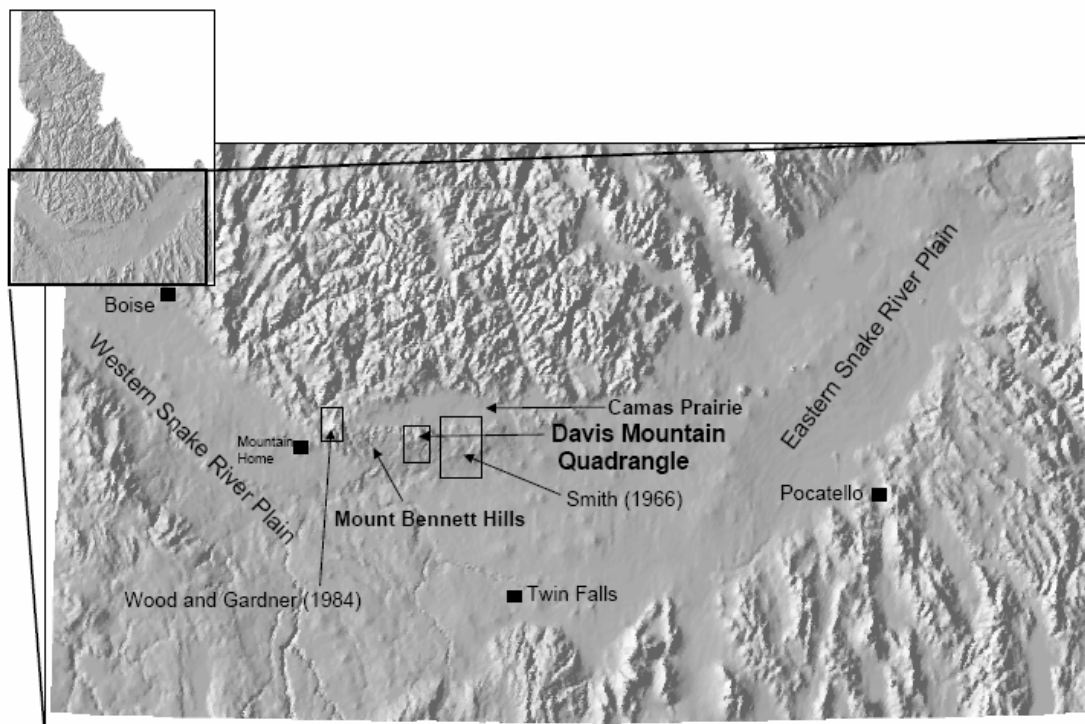 Boise
Western Snake River Plain
Mountain
Home
Camas Prairie
Davis Mountain
Quadrangle
Smith (1966)
Mount Bennett Hills
Wood and Gardner (1984)
Twin Falls
Pocatello
Eastern Snake River Plain